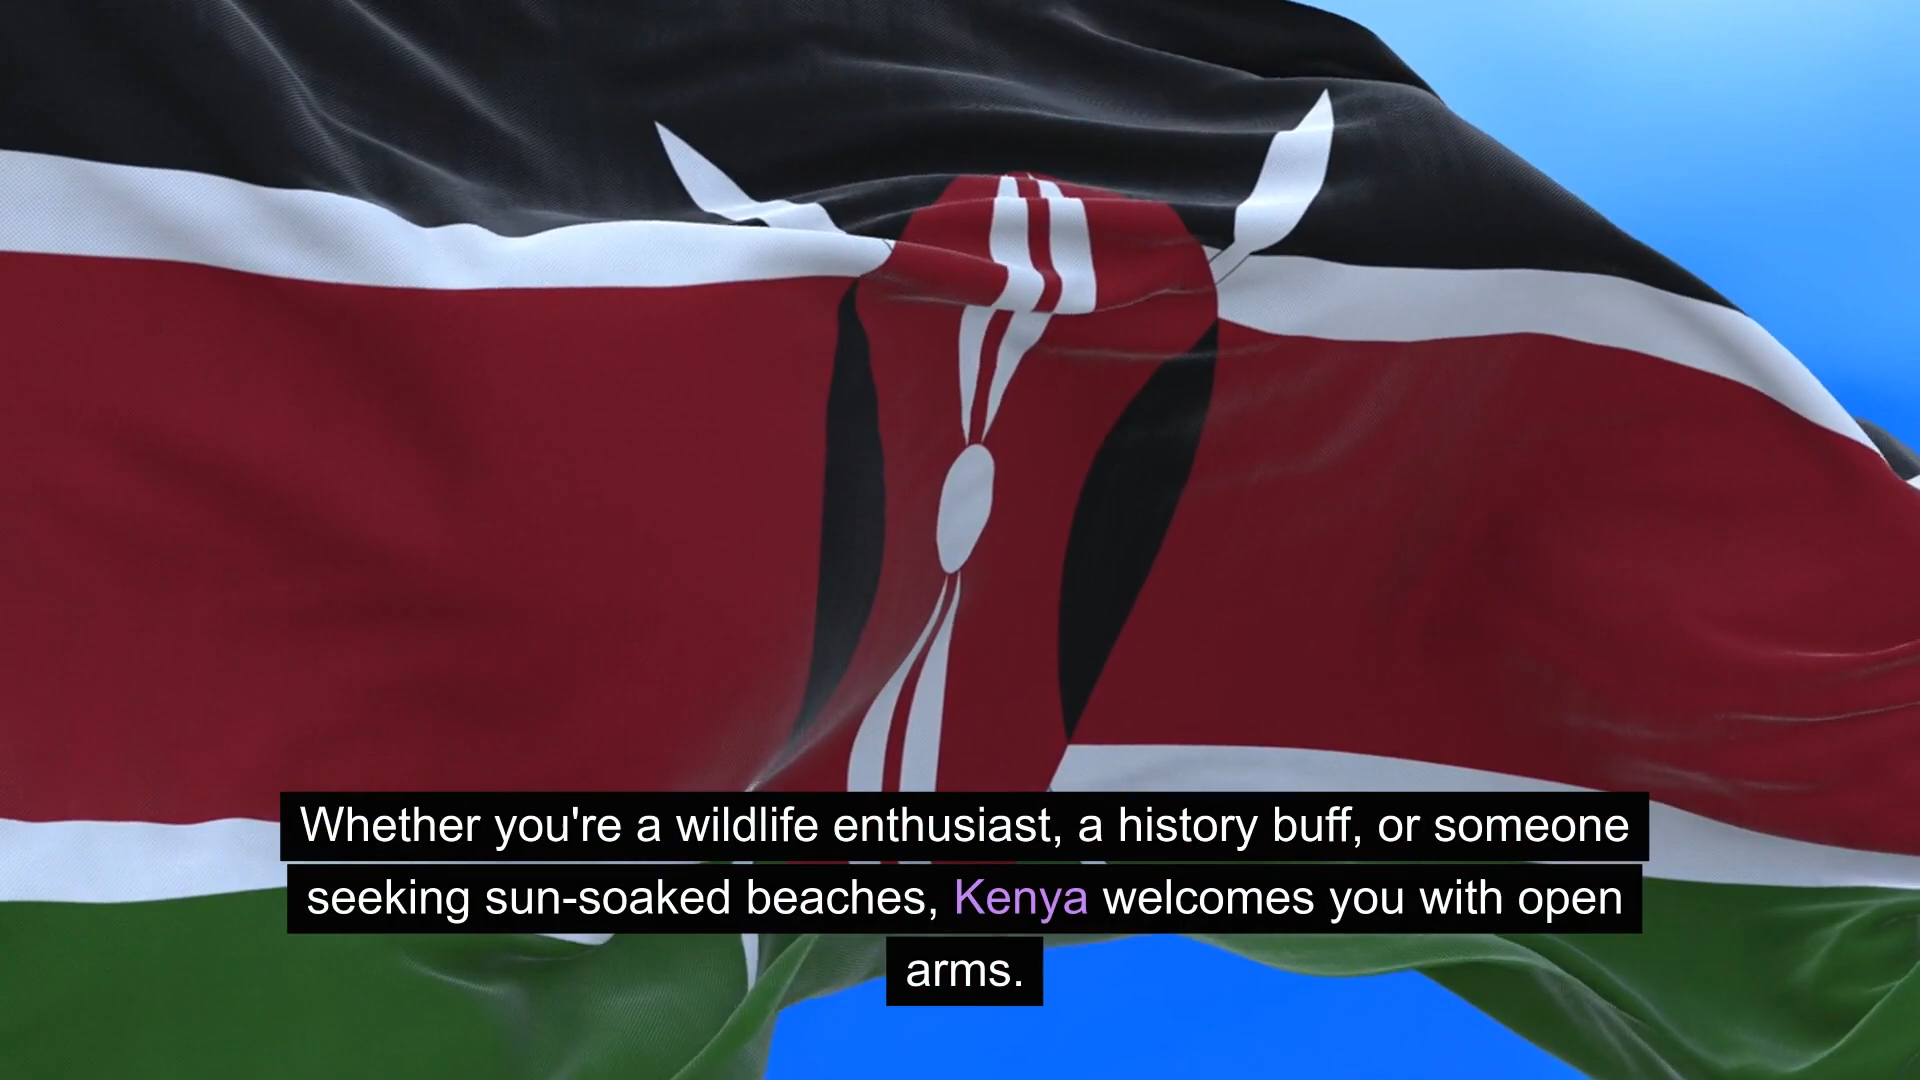 Whether you're a wildlife enthusiast, a history buff, or someone
seeking sun-soaked beaches, Kenya welcomes you with open
arms.